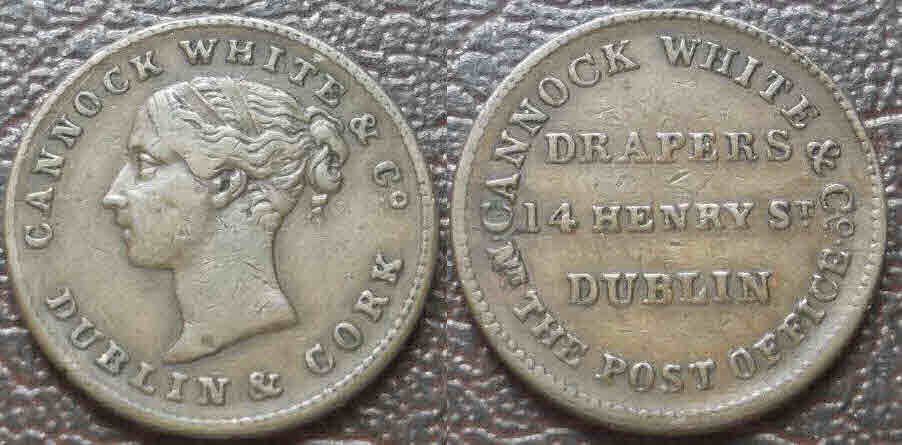 CANNOCK WHITE & Co
DUBLIN & CORK
CANNOCK WHITE & Co
DRAPERS
14 HENRY ST
DUBLIN
Nr THE POST OFFICE